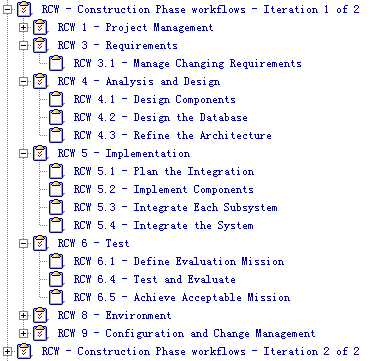 RCW - Construction Phase workflows - Iteration 1 of 2
RCW 1 - Project Management
RCW 3 - Requirements
RCW 3.1 - Manage Changing Requirements
RCW 4 - Analysis and Design
RCW 4.1 - Design Components
RCW 4.2 - Design the Database
RCW 4.3 - Refine the Architecture
RCW 5 - Implementation
RCW 5.1 - Plan the Integration
RCW 5.2 - Implement Components
RCW 5.3 - Integrate Each Subsystem
RCW 5.4 - Integrate the System
RCW 6 - Test
RCW 6.1 - Define Evaluation Mission
RCW 6.4 - Test and Evaluate
RCW 6.5 - Achieve Acceptable Mission
RCW 8 - Environment
RCW 9 - Configuration and Change Management
RCW - Construction Phase workflows - Iteration 2 of 2